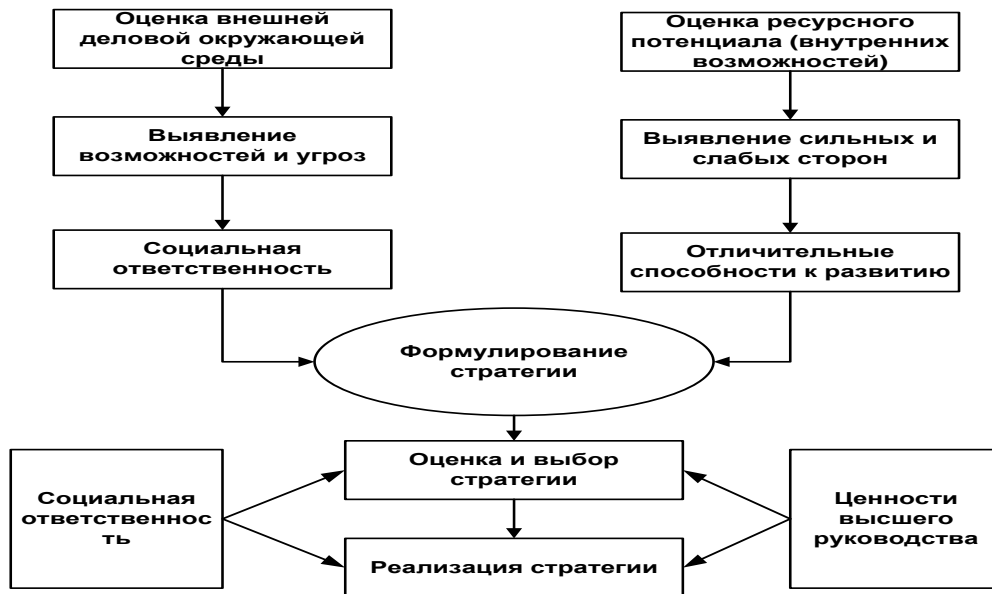 Оценка внешней
деловой окружающей
среды
Оценка ресурсного
потенциала (внутренних
возможностей)
Выявление
возможностей и угроз
Выявление сильных и
слабых сторон
Социальная
ответственность
Отличительные
способности к развитию
Формулирование
стратегии
Оценка и выбор
стратегии
Социальная
ответственнос
ть
Ценности
высшего
руководства
Реализация стратегии